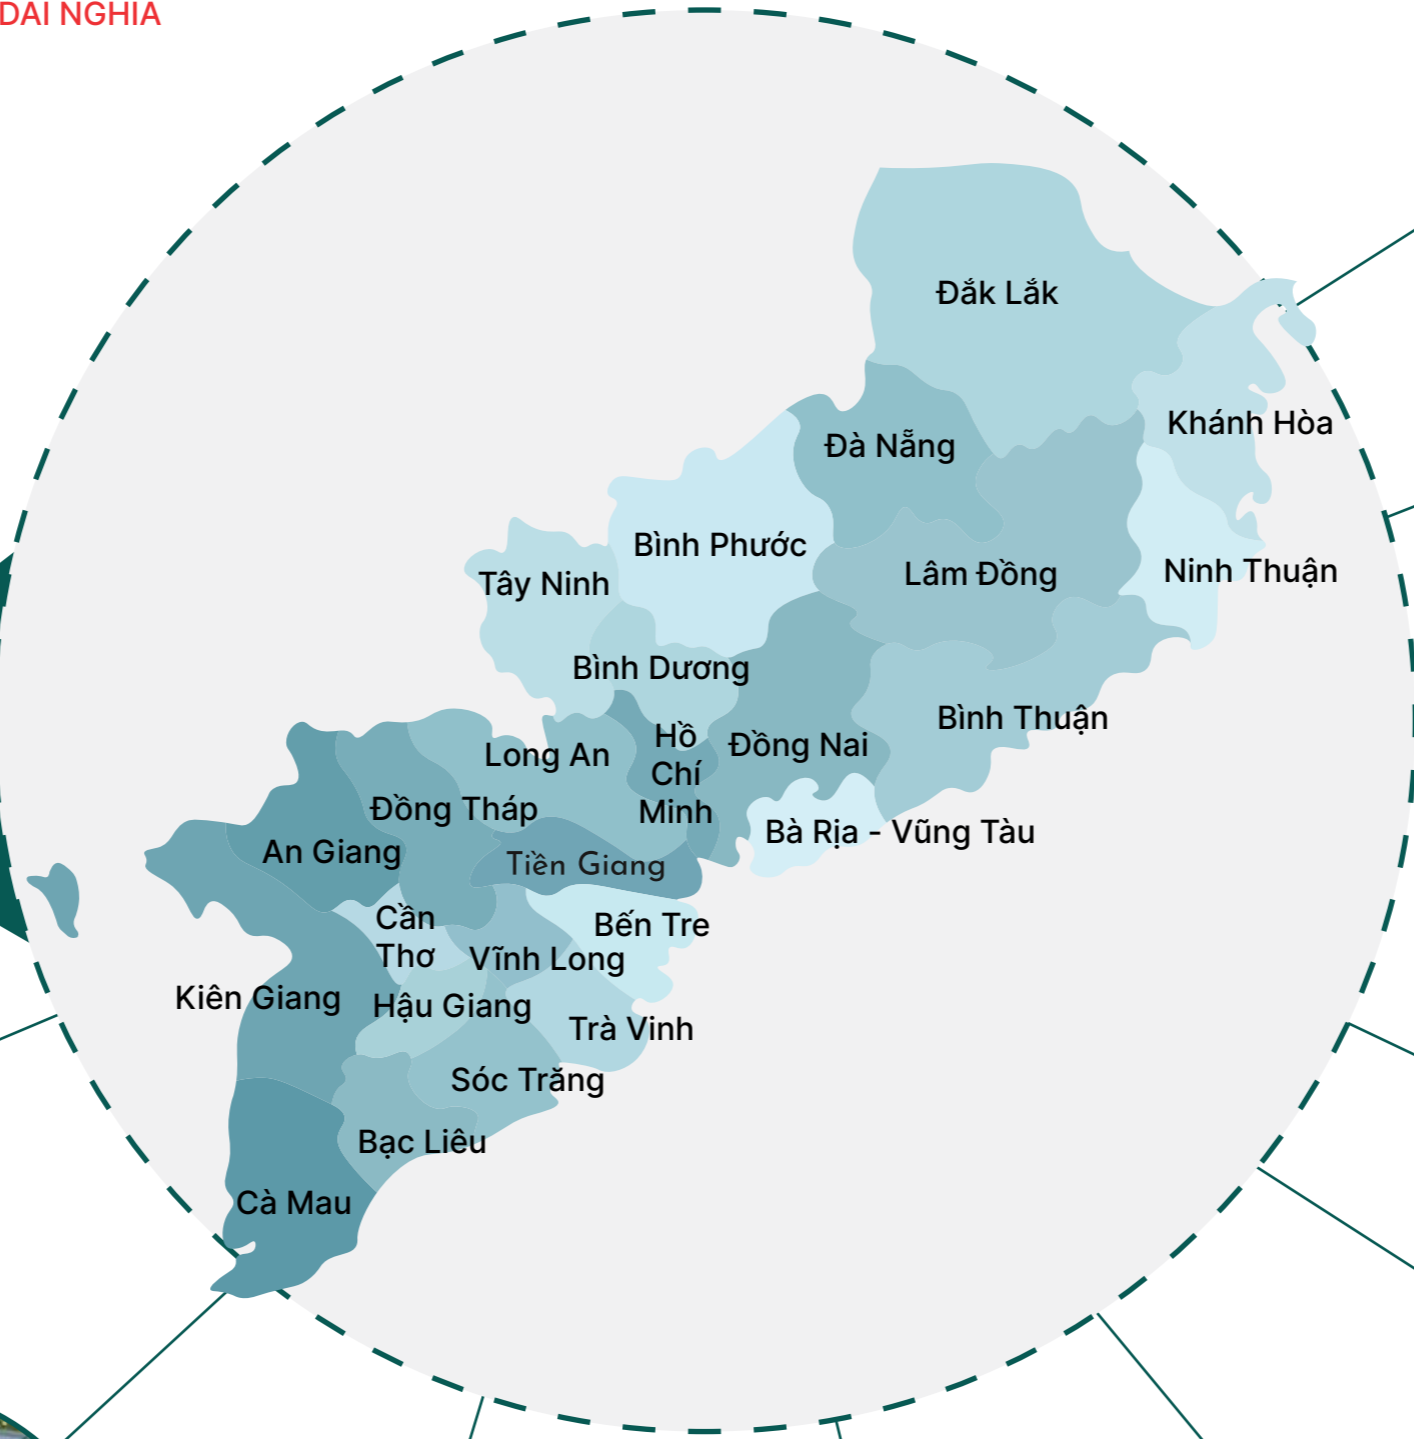 DAI NGHIA
Đắk Lắk
Khánh Hòa
Đà Nẵng
Bình Phước
Ninh Thuận
Lâm Đồng
Tây Ninh
Bình Dương
Bình Thuận
Hồ
Chí
Minh
Đồng Nai
Long An
Đồng Tháp
Bà Rịa - Vũng Tàu
An Giang
Tiền Giang
Cần
Thơ
Bến Tre
Vĩnh Long
Kiên Giang
Hậu Giang
Trà Vinh
Sóc Trăng
Bạc Liêu
Cà Mau